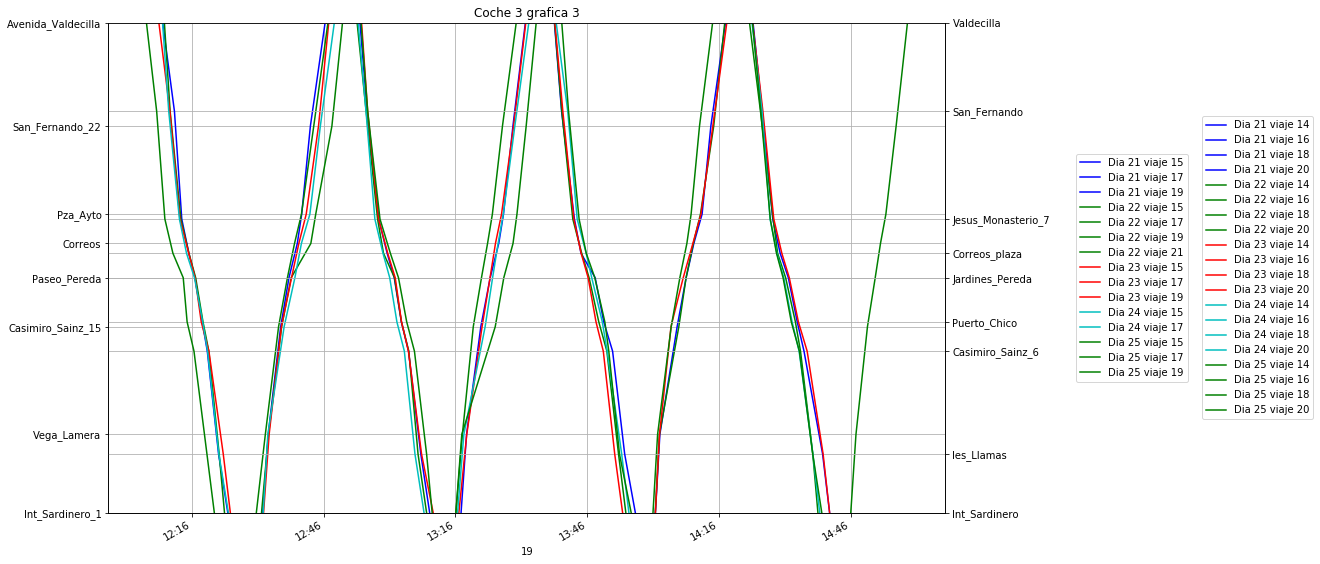 Coche 3 grafica 3
Avenida_Valdecilla
San_Fernando_22
Pza_Ayto
Correos
Paseo_Pereda
Casimiro_Sainz_15
Vega_Lamera
Int_Sardinero_1
Valdecilla
San_Fernando
Jesus_Monasterio_7
Correos_plaza
Jardines_Pereda
Puerto_Chico
Casimiro_Sainz_6
Ies_Llamas
Int_Sardinero
12:16
12:46
13:16
13:46
14:16
14:46
19
Dia 21 viaje 15
Dia 21 viaje 17
Dia 21 viaje 19
Dia 22 viaje 15
Dia 22 viaje 17
Dia 22 viaje 19
Dia 22 viaje 21
Dia 23 viaje 15
Dia 23 viaje 17
Dia 23 viaje 19
Dia 24 viaje 15
Dia 24 viaje 17
Dia 25 viaje 15
Dia 25 viaje 17
Dia 25 viaje 19
Dia 21 viaje 14
Dia 21 viaje 16
Dia 21 viaje 18
Dia 21 viaje 20
Dia 22 viaje 14
Dia 22 viaje 16
Dia 22 viaje 18
Dia 22 viaje 20
Dia 23 viaje 14
Dia 23 viaje 16
Dia 23 viaje 18
Dia 23 viaje 20
Dia 24 viaje 14
Dia 24 viaje 16
Dia 24 viaje 18
Dia 24 viaje 20
Dia 25 viaje 14
Dia 25 viaje 16
Dia 25 viaje 18
Dia 25 viaje 20